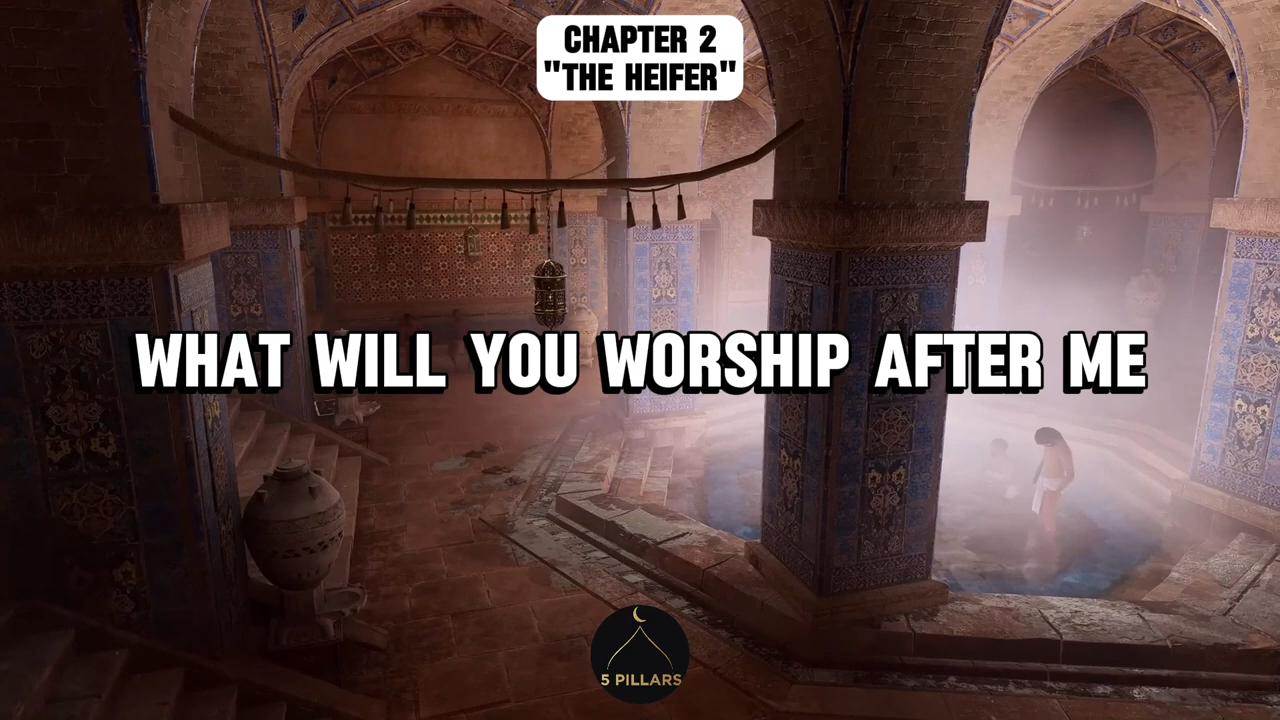 CHAPTER 2
"THE HEIFER"
WHAT WILL YOU WORSHIP AFTER ME
5 PILLARS